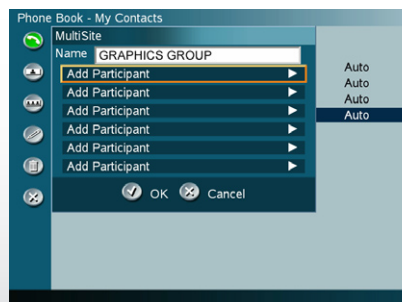 Phone Book - My Contacts
MultiSite
Name GRAPHICS GROUP
Add Participant
Add Participant
Add Participant
Add Participant
Add Participant
Add Participant
OK Cancel
Auto
Auto
Auto
Auto